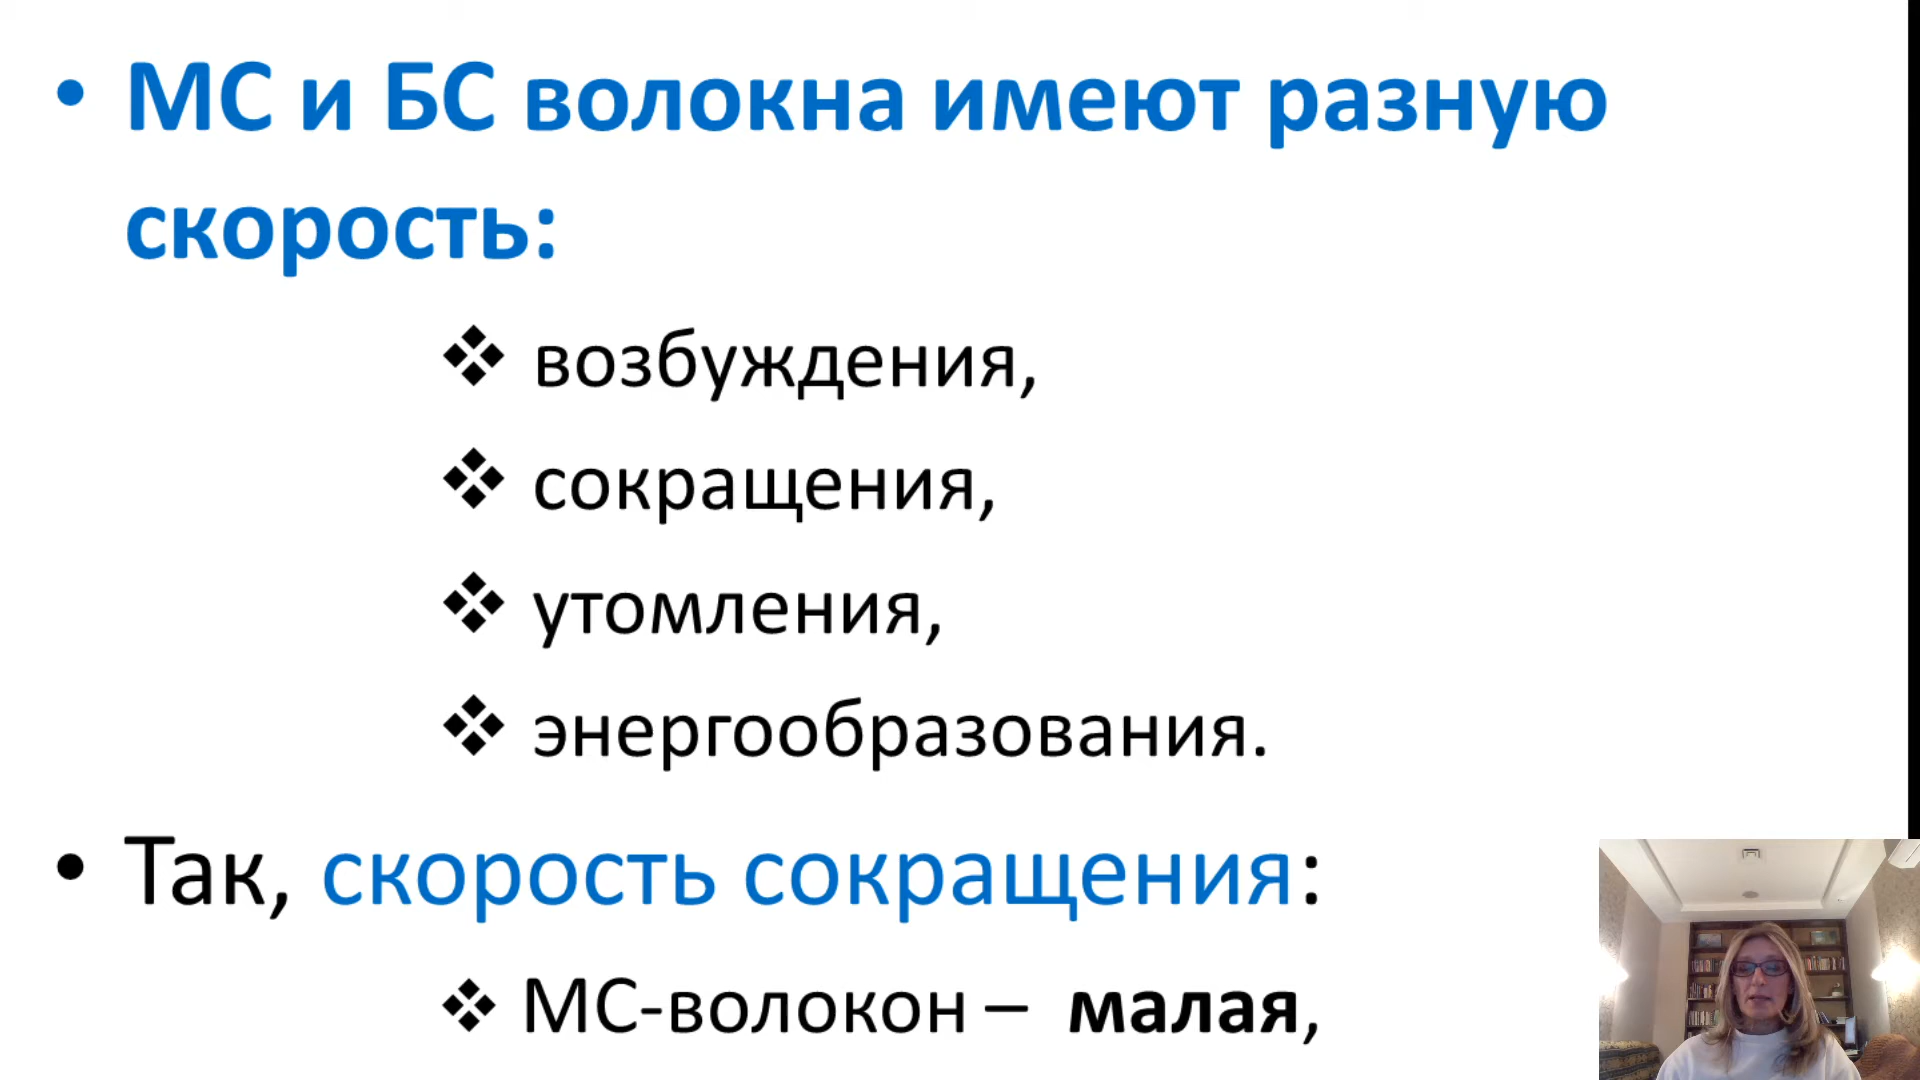 • МС и БС волокна имеют разную
скорость:
❖ возбуждения,
❖ сокращения,
❖ утомления,
❖ энергообразования.
• Так, скорость сокращения:
❖ МС-волокон – малая,